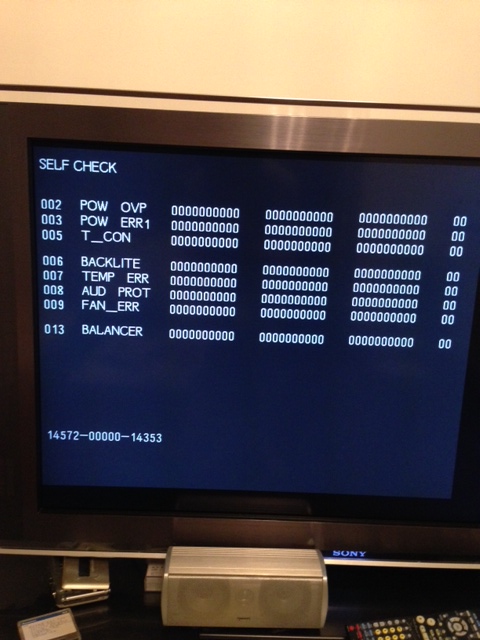 SELF CHECK
002 POW OVP 0000000000 0000000000 0000000000 00
003 POW ERR1 0000000000 0000000000 0000000000 00
005 T_CON 0000000000 0000000000 0000000000 00
006 BACKLITE 0000000000 0000000000 0000000000 00
007 TEMP ERR 0000000000 0000000000 0000000000 00
008 AUD PROT 0000000000 0000000000 0000000000 00
009 FAN_ERR 0000000000 0000000000 0000000000 00
013 BALANCER 0000000000 0000000000 0000000000 00
14572-00000-14353
SONY